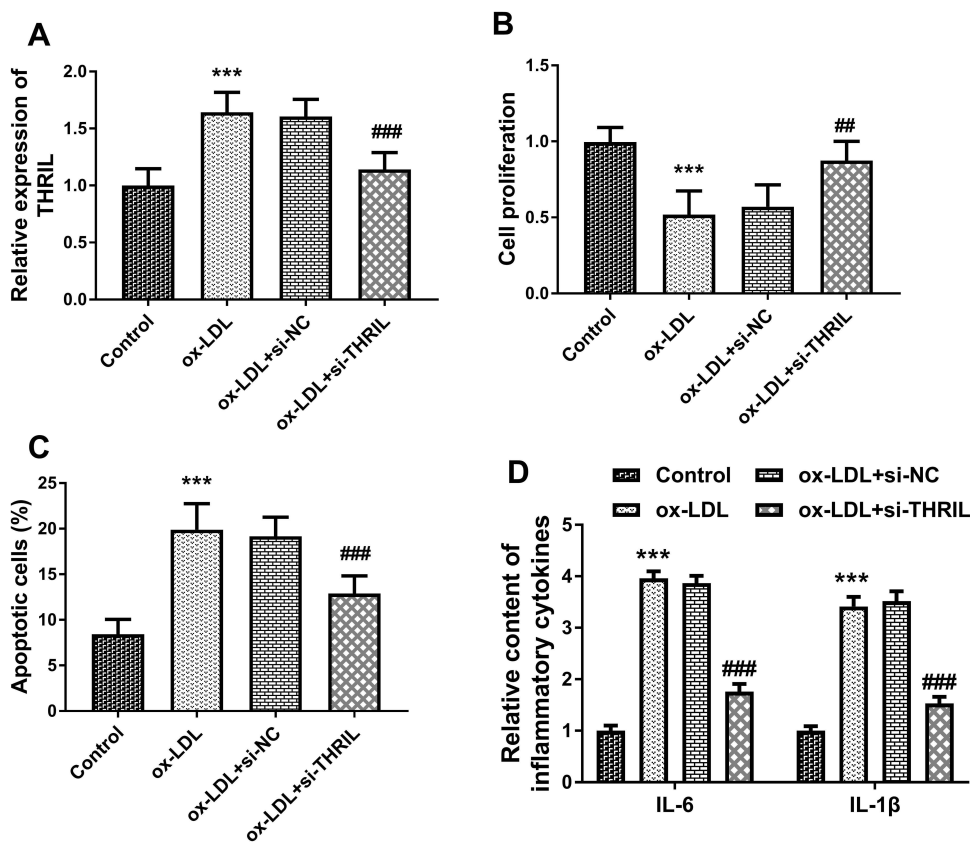 A
Relative expression of
THRIL
2.0
1.5
1.0
0.5
0.0
***
###
Control
ox-LDL
ox-LDL+si-NC
ox-LDL+si-THRIL
B
Cell proliferation
1.5
1.0
0.5
0.0
***
##
Control
ox-LDL
ox-LDL+si-NC
ox-LDL+si-THRIL
C
Apoptotic cells (%)
25
20
15
10
5
0
***
###
Control
ox-LDL
ox-LDL+si-NC
ox-LDL+si-THRIL
D
Control
ox-LDL+si-NC
ox-LDL
ox-LDL+si-THRIL
Relative content of
inflammatory cytokines
5
4
3
2
1
0
***
###
***
###
IL-6
IL-1β